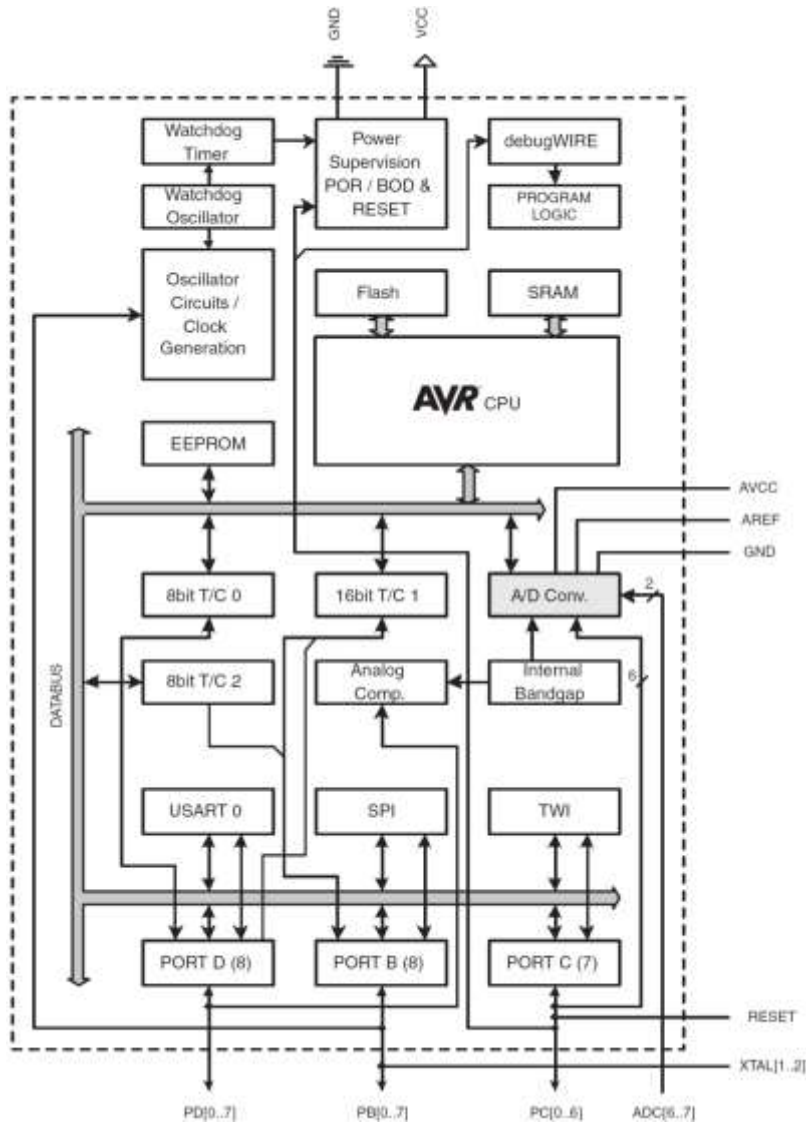 GND
VCC
Watchdog
Timer
Power
Supervision
POR / BOD &
RESET
debugWIRE
Watchdog
Oscillator
PROGRAM
LOGIC
Oscillator
Circuits /
Clock
Generation
Flash
SRAM
AVR CPU
EEPROM
AVCC
AREF
GND
8bit T/C 0
16bit T/C 1
A/D Conv.
2
DATABUS
8bit T/C 2
Analog
Comp.
Internal
Bandgap
6
USART 0
SPI
TWI
PORT D (8)
PORT B (8)
PORT C (7)
RESET
XTAL[1..2]
PD[0..7]
PB[0..7]
PC[0..6]
ADC[6..7]